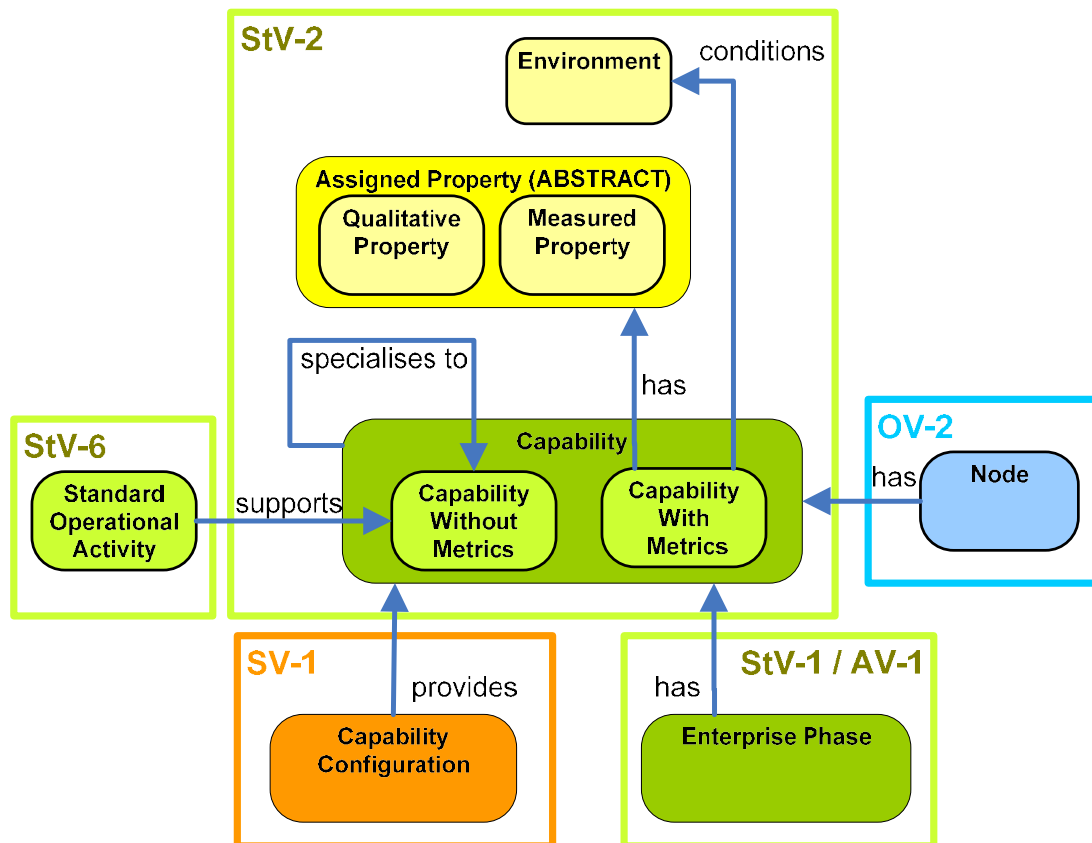 StV-2
Environment
conditions
Assigned Property (ABSTRACT)
Qualitative
Property
Measured
Property
specialises to
has
StV-6
Standard
Operational
Activity
supports
Capability
Capability
Without
Metrics
Capability
With
Metrics
OV-2
has
Node
SV-1
provides
Capability
Configuration
StV-1 / AV-1
has
Enterprise Phase